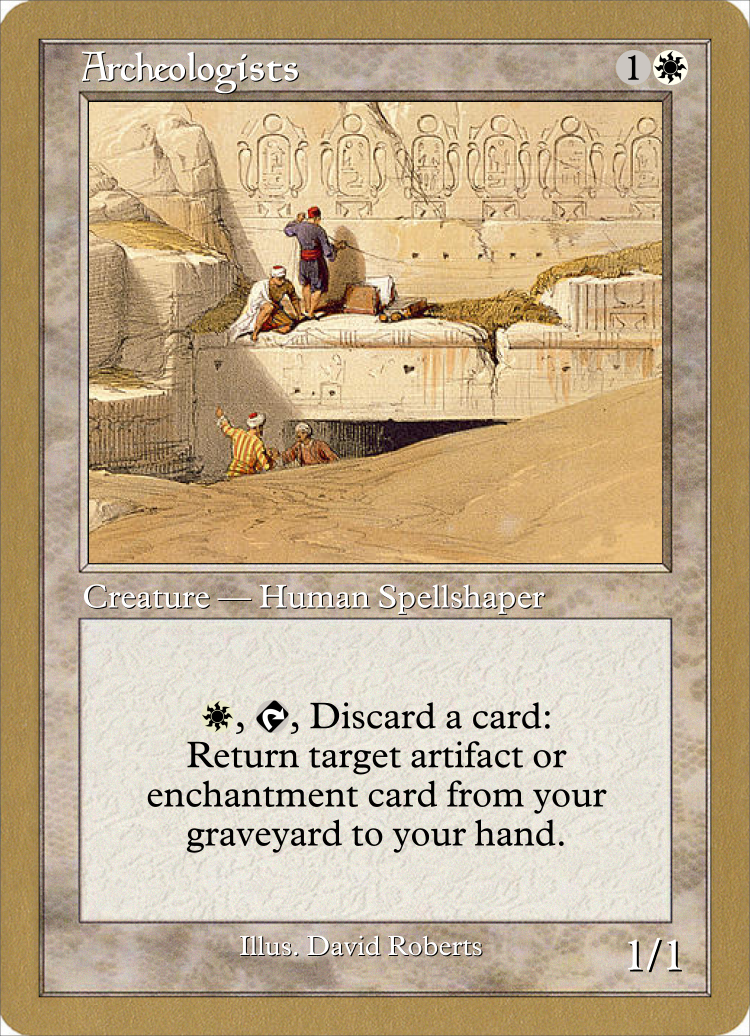 Archeologists 1
Creature — Human Spellshaper
, , Discard a card:
Return target artifact or
enchantment card from your
graveyard to your hand.
Illus. David Roberts
1/1